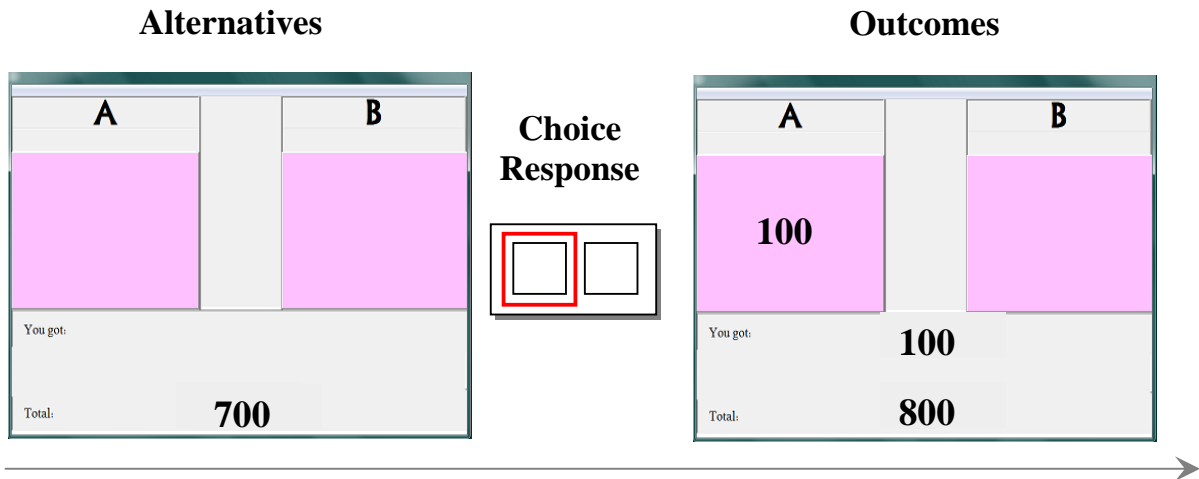 Alternatives
Outcomes
A
B
You got:
Total:
700
Choice
Response
A
B
100
You got:
100
Total:
800